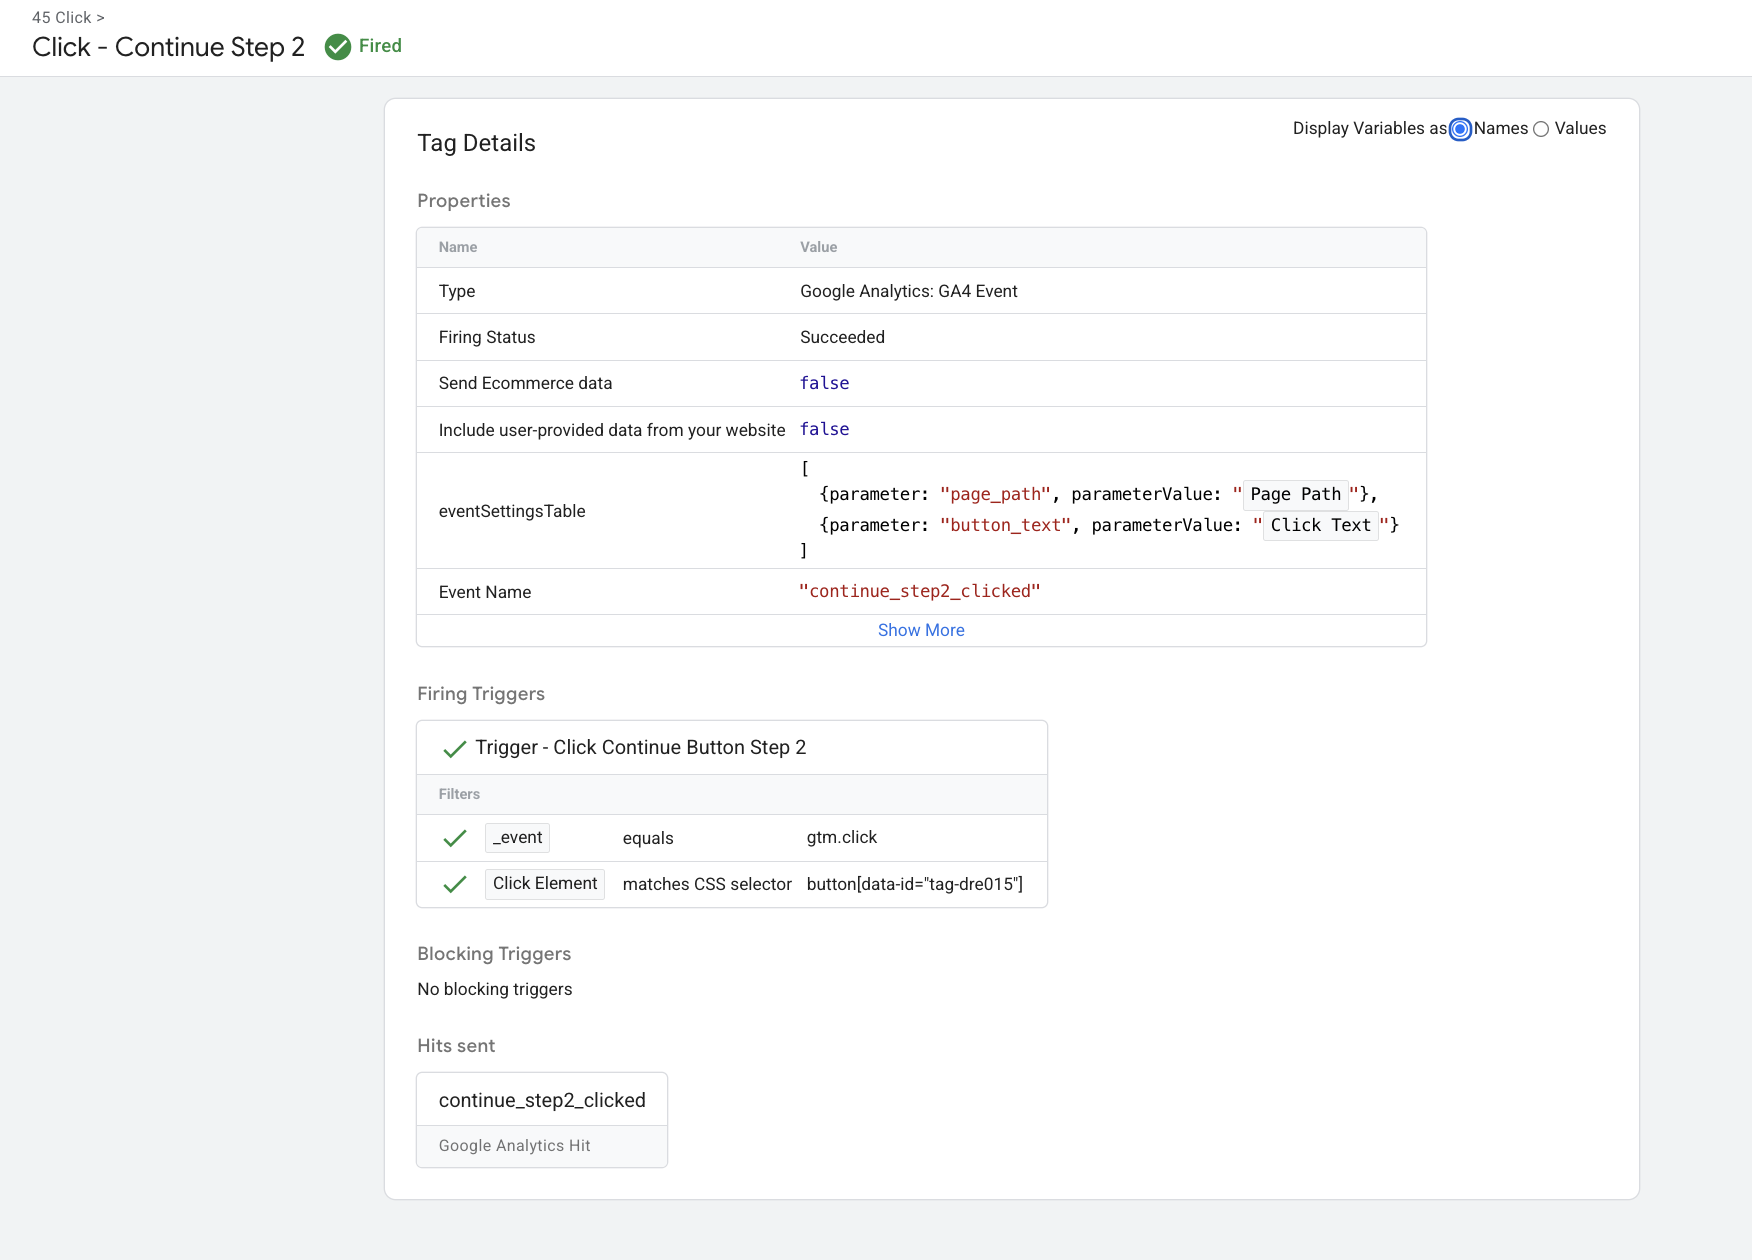 45 Click >
Click - Continue Step 2 Fired
Tag Details
Display Variables as Names Values
Properties
Name Value
Type Google Analytics: GA4 Event
Firing Status Succeeded
Send Ecommerce data false
Include user-provided data from your website false
eventSettingsTable
[
{parameter: "page_path", parameterValue: "Page Path"},
{parameter: "button_text", parameterValue: "Click Text"}
]
Event Name "continue_step2_clicked"
Show More
Firing Triggers
Trigger - Click Continue Button Step 2
Filters
_event equals gtm.click
Click Element matches CSS selector button[data-id="tag-dre015"]
Blocking Triggers
No blocking triggers
Hits sent
continue_step2_clicked
Google Analytics Hit